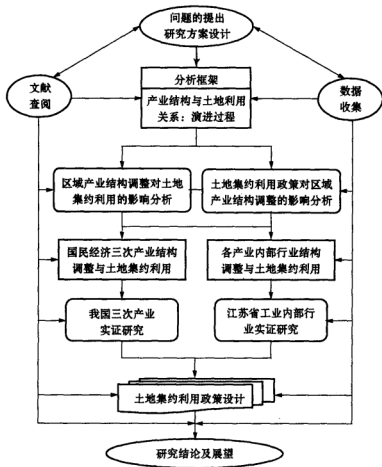 问题的提出
研究方案设计
文献
查阅
数据
收集
分析框架
产业结构与土地利用
关系：演进过程
区域产业结构调整对土地
集约利用的影响分析
土地集约利用政策对区域
产业结构调整的影响分析
国民经济三次产业结构
调整与土地集约利用
各产业内部行业结构
调整与土地集约利用
我国三次产业
实证研究
江苏省工业内部行
业实证研究
土地集约利用政策设计
研究结论及展望